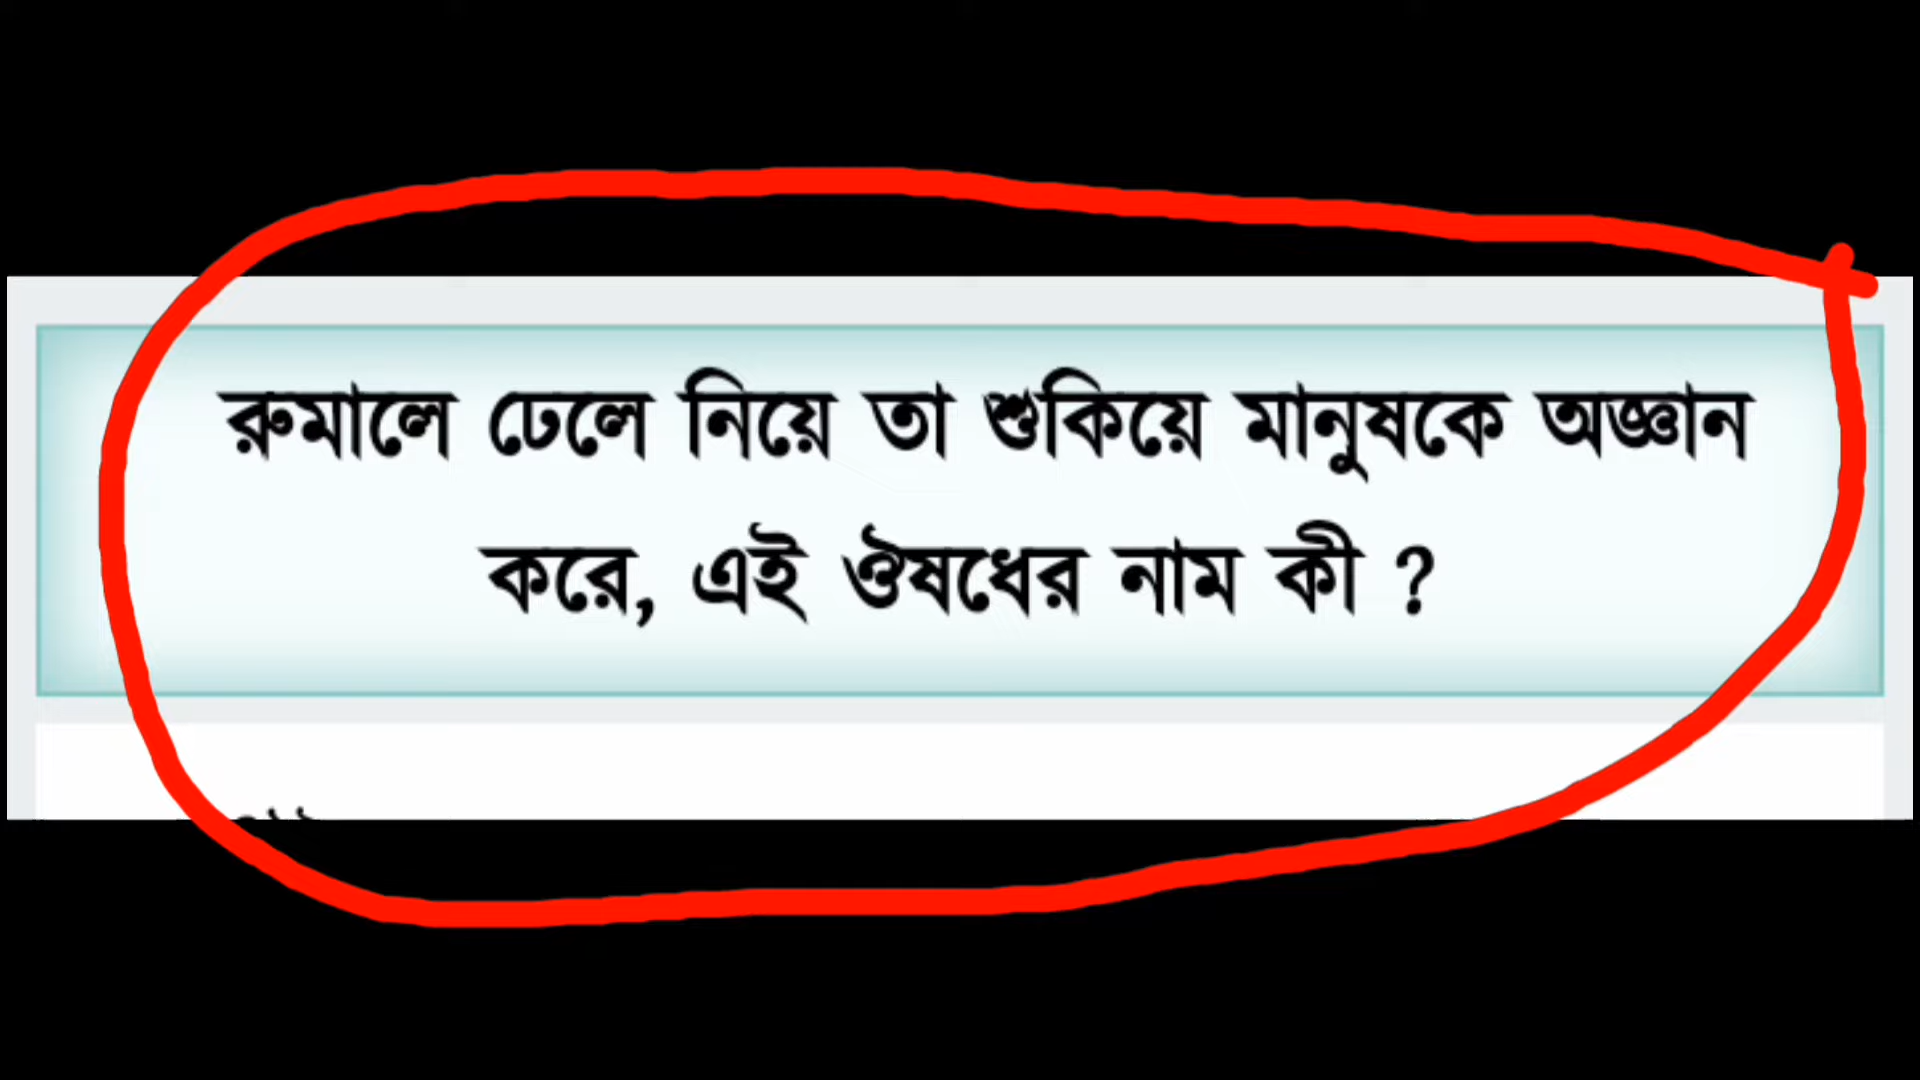 রুমালে ঢেলে নিয়ে তা শুকিয়ে মানুষকে অজ্ঞান
করে, এই ঔষধের নাম কী ?